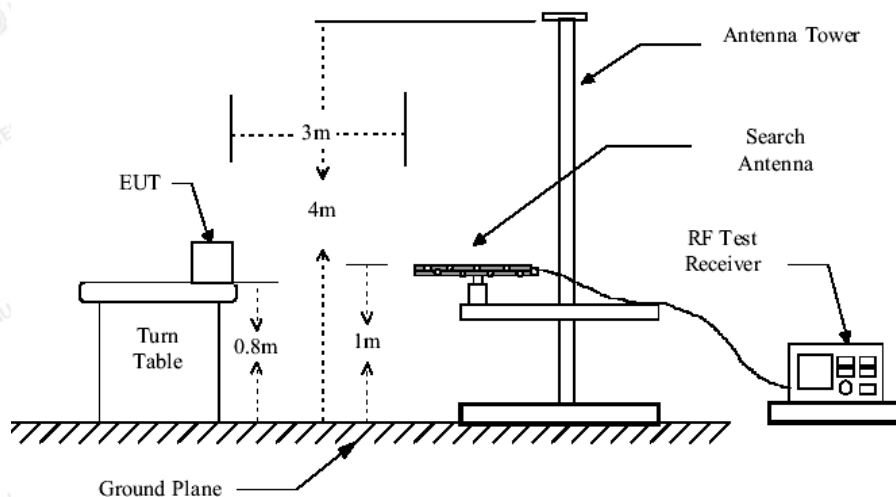 Antenna Tower
3m
Search
Antenna
EUT
4m
RF Test
Receiver
Turn
Table
0.8m
1m
Ground Plane